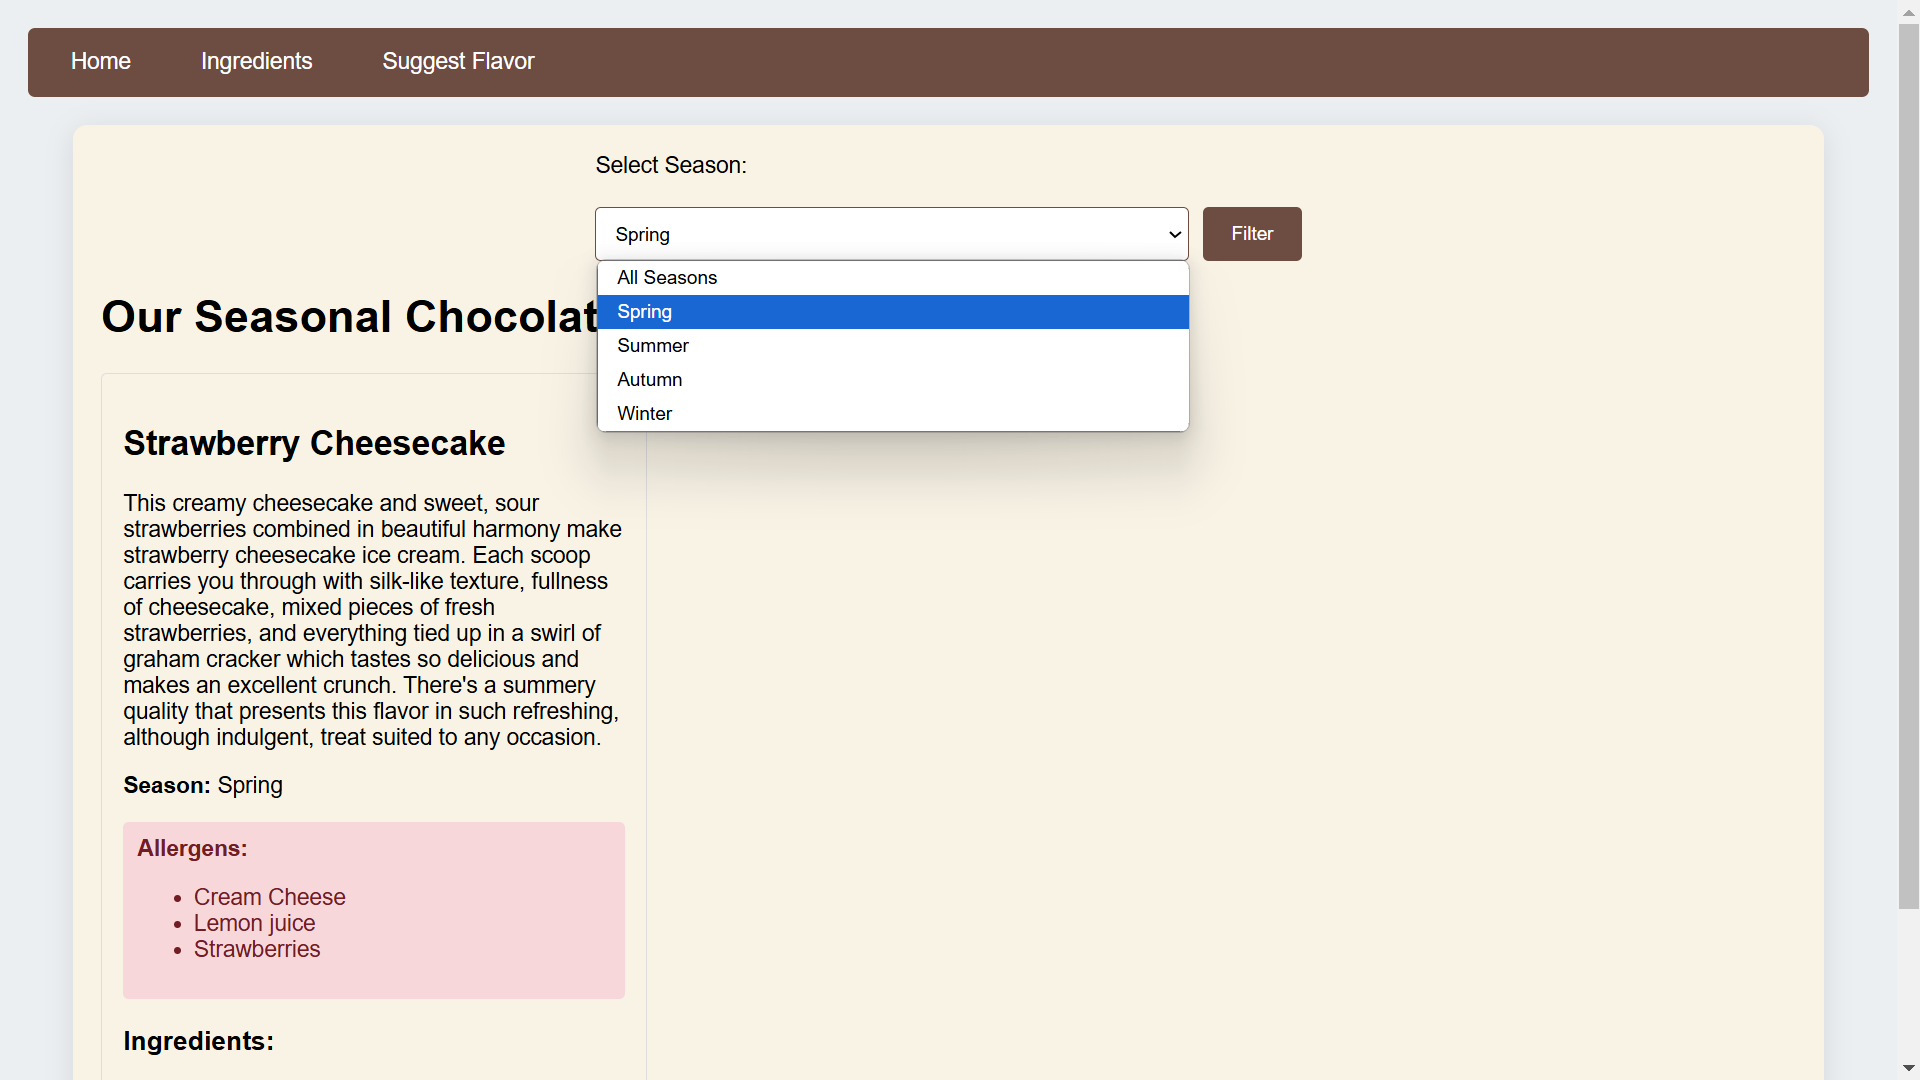 Home
Ingredients
Suggest Flavor
Select Season:
Spring
Filter
All Seasons
Spring
Summer
Autumn
Winter
Our Seasonal Chocolat
Strawberry Cheesecake
This creamy cheesecake and sweet, sour
strawberries combined in beautiful harmony make
strawberry cheesecake ice cream. Each scoop
carries you through with silk-like texture, fullness
of cheesecake, mixed pieces of fresh
strawberries, and everything tied up in a swirl of
graham cracker which tastes so delicious and
makes an excellent crunch. There's a summery
quality that presents this flavor in such refreshing,
although indulgent, treat suited to any occasion.
Season: Spring
Allergens:
• Cream Cheese
• Lemon juice
• Strawberries
Ingredients: